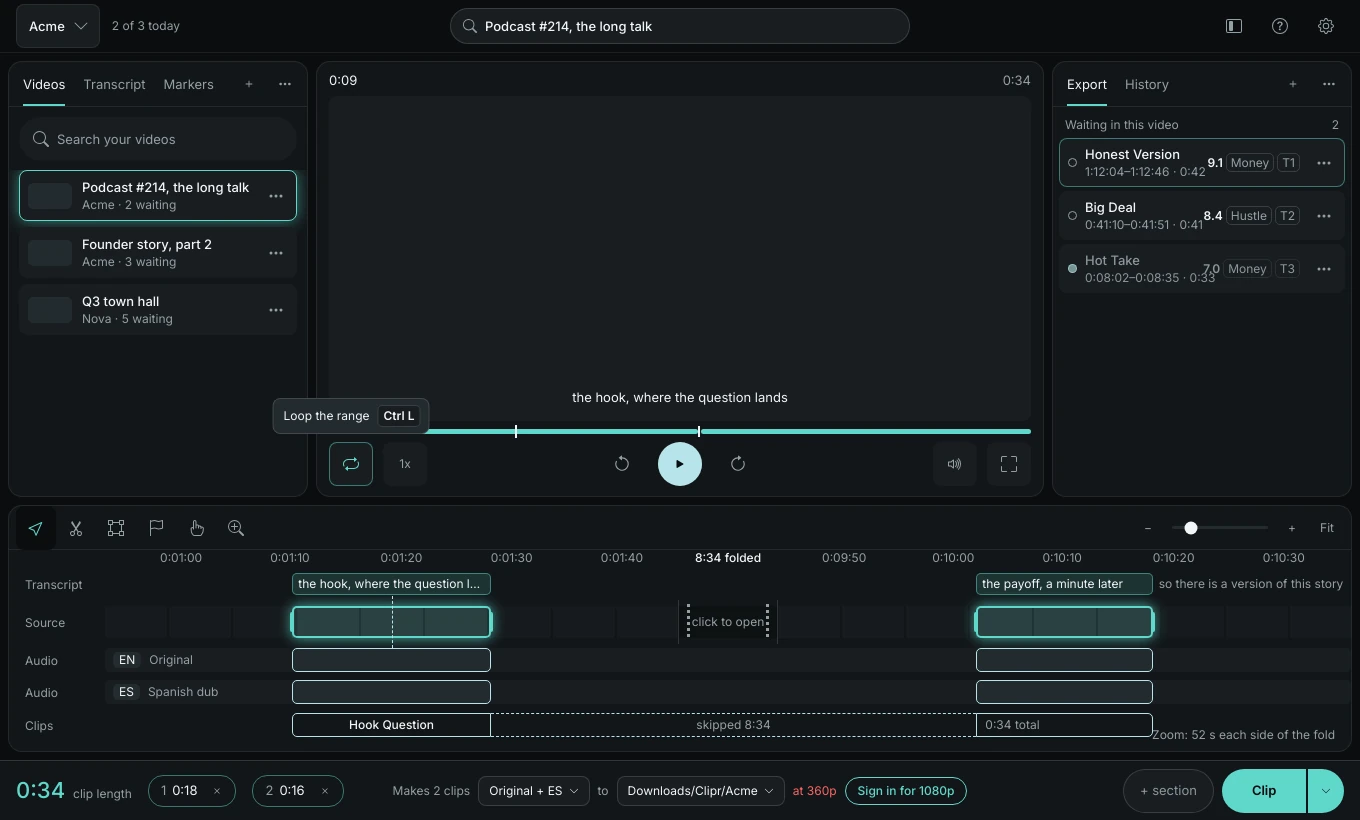 Acme
2 of 3 today
Podcast #214, the long talk
Videos Transcript Markers + ···
Search your videos
Podcast #214, the long talk
Acme · 2 waiting
Founder story, part 2
Acme · 3 waiting
Q3 town hall
Nova · 5 waiting
0:09 0:34
the hook, where the question lands
Loop the range Ctrl L
1x
Export History + ···
Waiting in this video 2
Honest Version
1:12:04–1:12:46 · 0:42
9.1 Money T1
Big Deal
0:41:10–0:41:51 · 0:41
8.4 Hustle T2
Hot Take
0:08:02–0:08:35 · 0:33
7.0 Money T3
− + Fit
0:01:00 0:01:10 0:01:20 0:01:30 0:01:40 8:34 folded 0:09:50 0:10:00 0:10:10 0:10:20 0:10:30
Transcript the hook, where the question l... the payoff, a minute later so there is a version of this story
Source click to open
Audio EN Original
Audio ES Spanish dub
Clips Hook Question skipped 8:34 0:34 total
Zoom: 52 s each side of the fold
0:34 clip length 1 0:18 × 2 0:16 × Makes 2 clips Original + ES to Downloads/Clipr/Acme at 360p Sign in for 1080p + section Clip